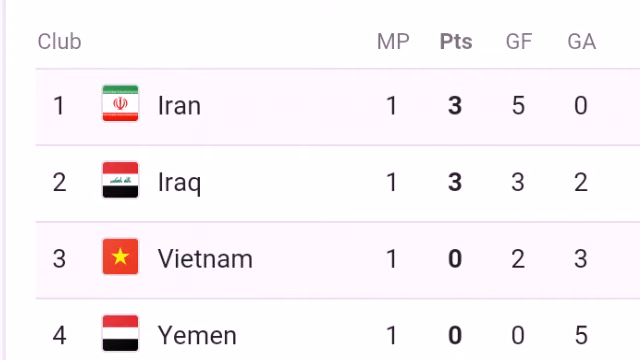 Club MP Pts GF GA
1 Iran 1 3 5 0
2 Iraq 1 3 3 2
3 Vietnam 1 0 2 3
4 Yemen 1 0 0 5